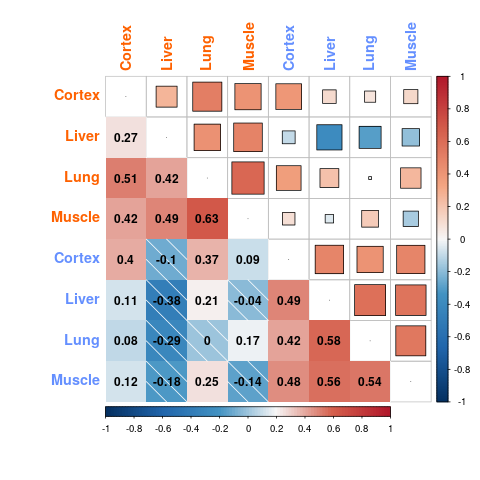 Cortex Liver Lung Muscle Cortex Liver Lung Muscle
Cortex
Liver 0.27
Lung 0.51 0.42
Muscle 0.42 0.49 0.63
Cortex 0.4 -0.1 0.37 0.09
Liver 0.11 -0.38 0.21 -0.04 0.49
Lung 0.08 -0.29 0 0.17 0.42 0.58
Muscle 0.12 -0.18 0.25 -0.14 0.48 0.56 0.54
1
0.8
0.6
0.4
0.2
0
-0.2
-0.4
-0.6
-0.8
-1
-1 -0.8 -0.6 -0.4 -0.2 0 0.2 0.4 0.6 0.8 1